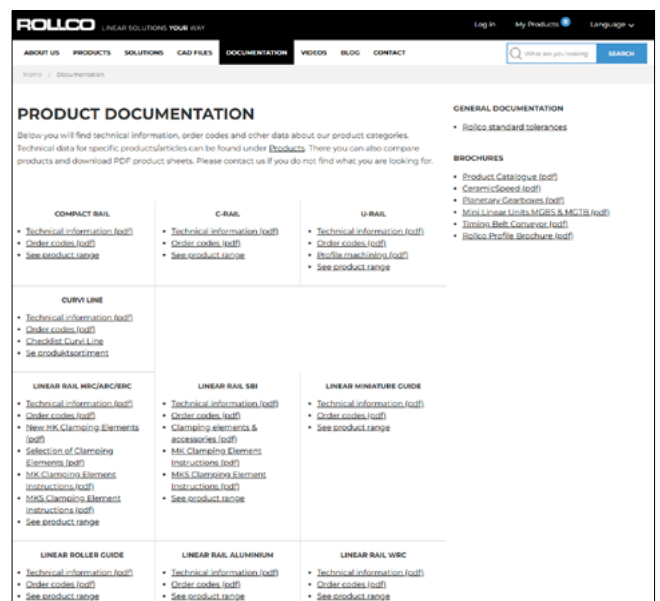 ROLLCO LINEAR SOLUTIONS YOUR WAY
Log in My Products 0 Language
ABOUT US PRODUCTS SOLUTIONS CAD FILES DOCUMENTATION VIDEOS BLOG CONTACT
What are you looking SEARCH
Home / Documentation
PRODUCT DOCUMENTATION
Below you will find technical information, order codes and other data about our product categories.
Technical data for specific products/articles can be found under Products. There you can also compare
products and download PDF product sheets. Please contact us if you do not find what you are looking for.
GENERAL DOCUMENTATION
• Rollco standard tolerances
BROCHURES
• Product Catalogue (pdf)
• CeramicSpeed (pdf)
• Planetary Gearboxes (pdf)
• Mini Linear Units MGBS & MGTB (pdf)
• Timing Belt Conveyor (pdf)
• Rollco Profile Brochure (pdf)
COMPACT RAIL
• Technical information (pdf)
• Order codes (pdf)
• See product range
C-RAIL
• Technical information (pdf)
• Order codes (pdf)
• See product range
U-RAIL
• Technical information (pdf)
• Order codes (pdf)
• Profile machining (pdf)
• See product range
CURVI LINE
• Technical information (pdf)
• Order codes (pdf)
• Checklist Curvi Line
• Se produktsortiment
LINEAR RAIL MRC/ARC/ERC
• Technical information (pdf)
• Order codes (pdf)
• New HK Clamping Elements
(pdf)
• Selection of Clamping
Elements (pdf)
• MK Clamping Element
Instructions (pdf)
• MKS Clamping Element
Instructions (pdf)
• See product range
LINEAR RAIL SBI
• Technical information (pdf)
• Order codes (pdf)
• Clamping elements &
accessories (pdf)
• MK Clamping Element
Instructions (pdf)
• MKS Clamping Element
Instructions (pdf)
• See product range
LINEAR MINIATURE GUIDE
• Technical information (pdf)
• Order codes (pdf)
• See product range
LINEAR ROLLER GUIDE
• Technical information (pdf)
• Order codes (pdf)
• See product range
LINEAR RAIL ALUMINIUM
• Technical information (pdf)
• Order codes (pdf)
• See product range
LINEAR RAIL WRC
• Technical information (pdf)
• Order codes (pdf)
• See product range